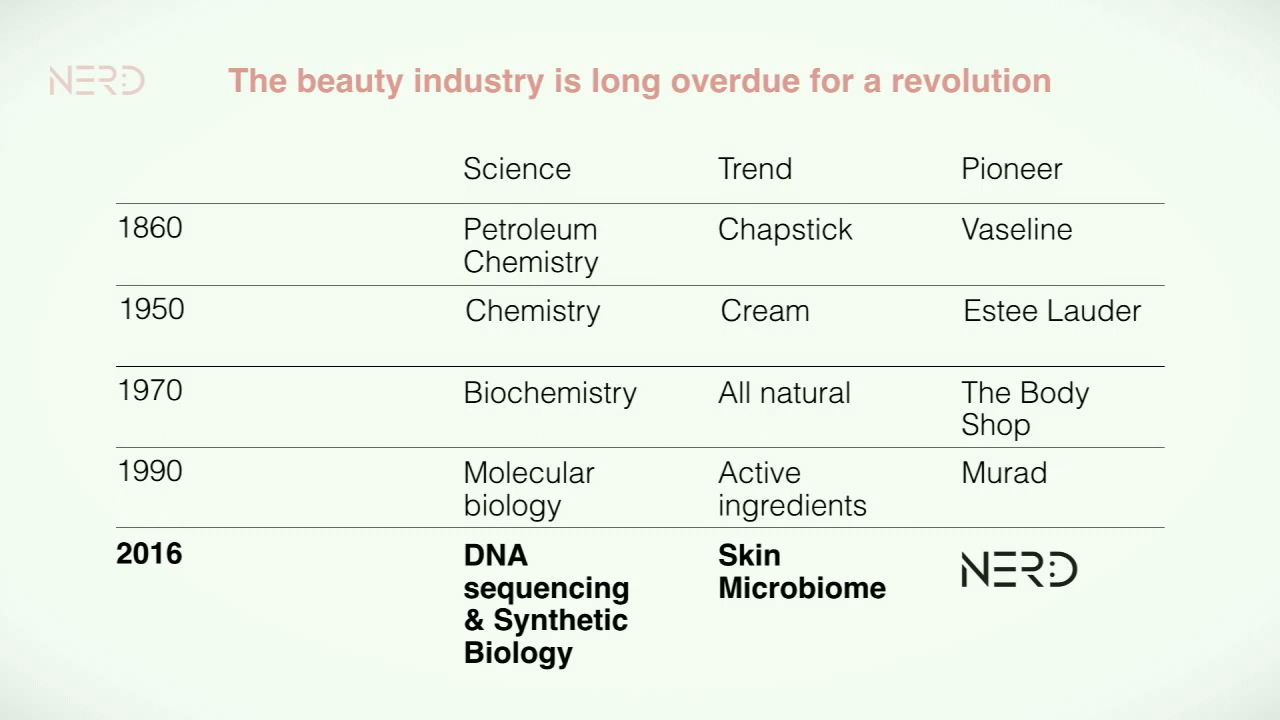 NERD
The beauty industry is long overdue for a revolution
Science Trend Pioneer
1860 Petroleum Chapstick Vaseline
Chemistry
1950 Chemistry Cream Estee Lauder
1970 Biochemistry All natural The Body
Shop
1990 Molecular Active Murad
biology ingredients
2016 DNA Skin NERD
sequencing Microbiome
& Synthetic
Biology